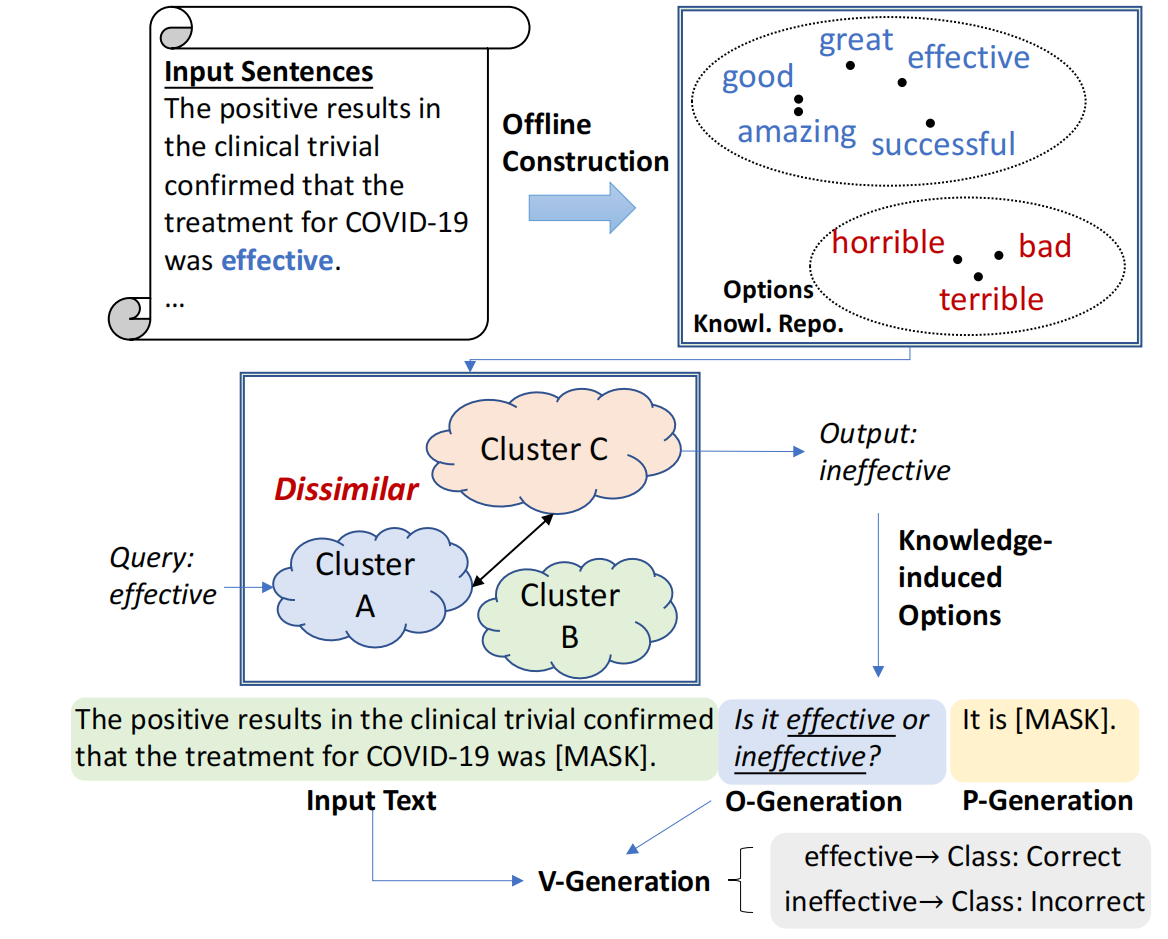 Input Sentences
The positive results in
the clinical trivial
confirmed that the
treatment for COVID-19
was effective.
...
Offline
Construction
great
effective
good
amazing
successful
horrible
bad
terrible
Options
Knowl. Repo.
Cluster C
Dissimilar
Cluster
A
Cluster
B
Query:
effective
Output:
ineffective
Knowledge-
induced
Options
The positive results in the clinical trivial confirmed
that the treatment for COVID-19 was [MASK].
Input Text
Is it effective or
ineffective?
O-Generation
It is [MASK].
P-Generation
V-Generation
effective→ Class: Correct
ineffective→ Class: Incorrect